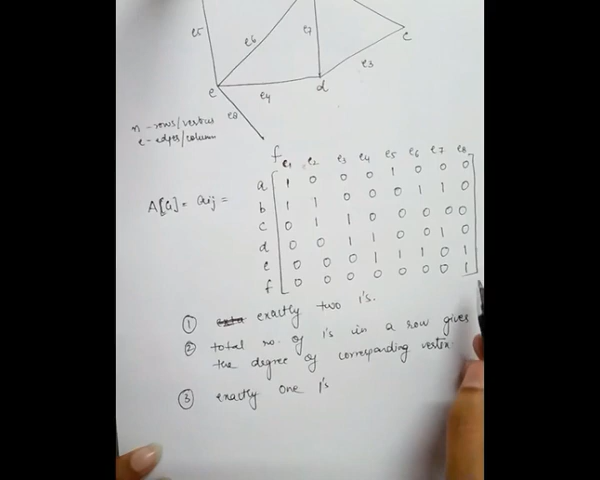 e5
e6
e7
c
e3
e
e4
d
e8
n - rows/vertices
e - edges/column
f
e1 e2 e3 e4 e5 e6 e7 e8
a 1 0 0 0 1 0 0 0
A[G] = aij =
b 1 1 0 0 0 1 1 0
c 0 1 1 0 0 0 0 0
d 0 0 1 1 0 0 1 0
e 0 0 0 1 1 1 0 1
f 0 0 0 0 0 0 0 1
① exactly two 1's.
② total no. of 1's in a row gives
the degree of corresponding vertex.
③ exactly one 1's